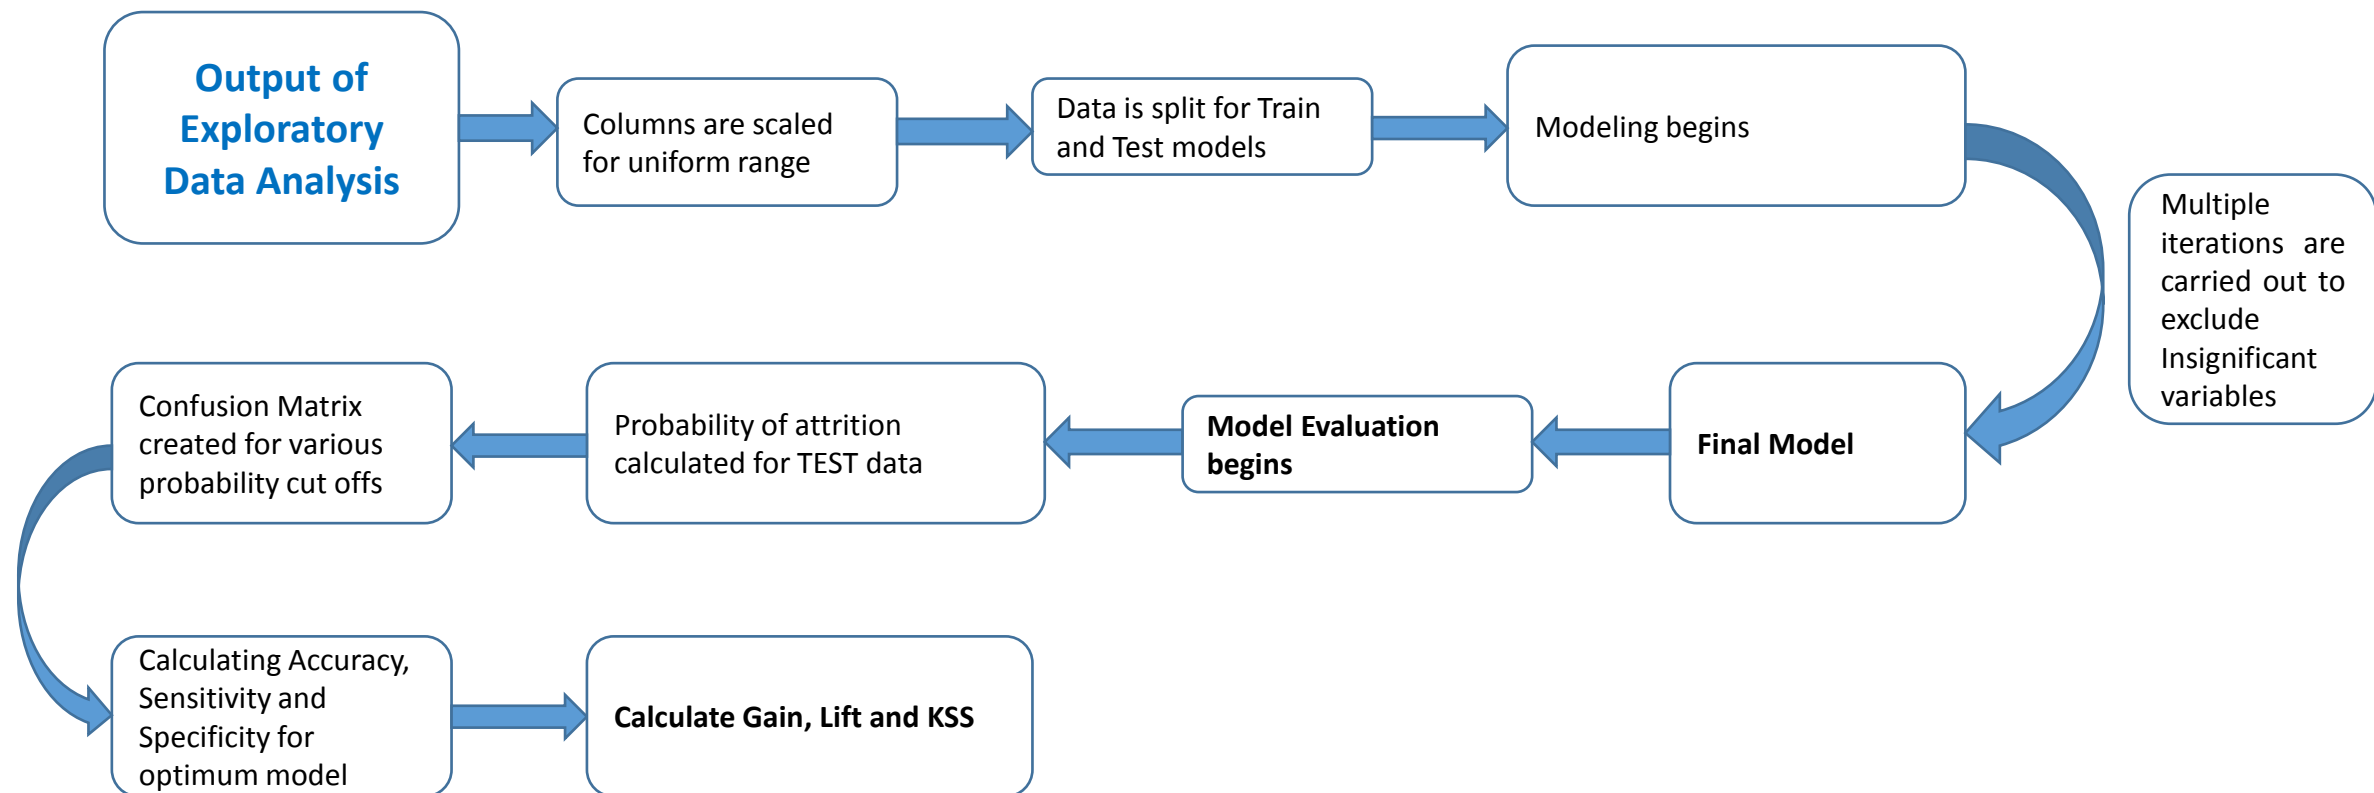 Output of
Exploratory
Data Analysis
Columns are scaled
for uniform range
Data is split for Train
and Test models
Modeling begins
Multiple
iterations are
carried out to
exclude
Insignificant
variables
Final Model
Model Evaluation
begins
Probability of attrition
calculated for TEST data
Confusion Matrix
created for various
probability cut offs
Calculating Accuracy,
Sensitivity and
Specificity for
optimum model
Calculate Gain, Lift and KSS